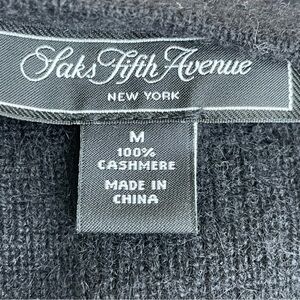 Saks Fifth Avenue
NEW YORK
M
100%
CASHMERE
MADE IN
CHINA